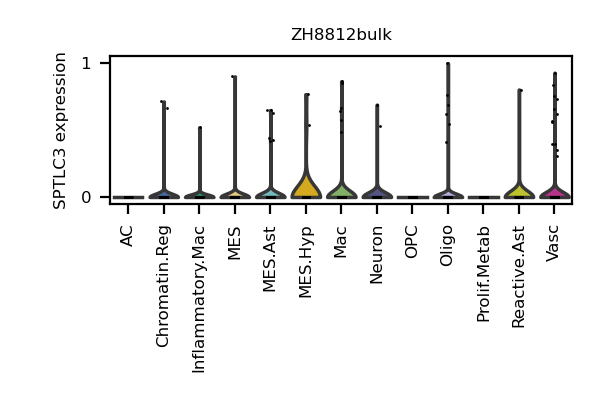 ZH8812bulk
SPTLC3 expression
1
0
AC
Chromatin.Reg
Inflammatory.Mac
MES
MES.Ast
MES.Hyp
Mac
Neuron
OPC
Oligo
Prolif.Metab
Reactive.Ast
Vasc